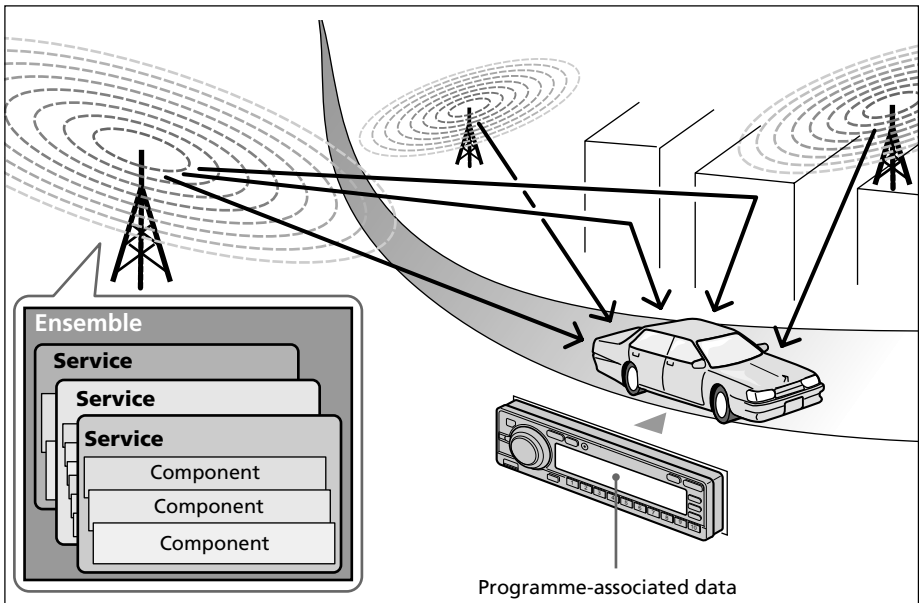 Ensemble
Service
Service
Service
Component
Component
Component
Programme-associated data